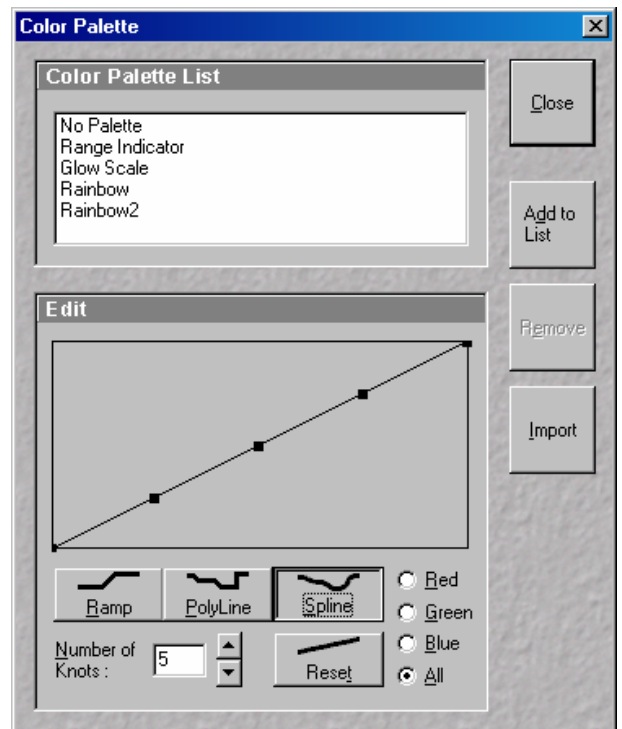 Color Palette
Color Palette List
No Palette
Range Indicator
Glow Scale
Rainbow
Rainbow2
Close
Add to
List
Remove
Import
Edit
Ramp
PolyLine
Spline
Red
Green
Blue
All
Number of
Knots :
5
Reset